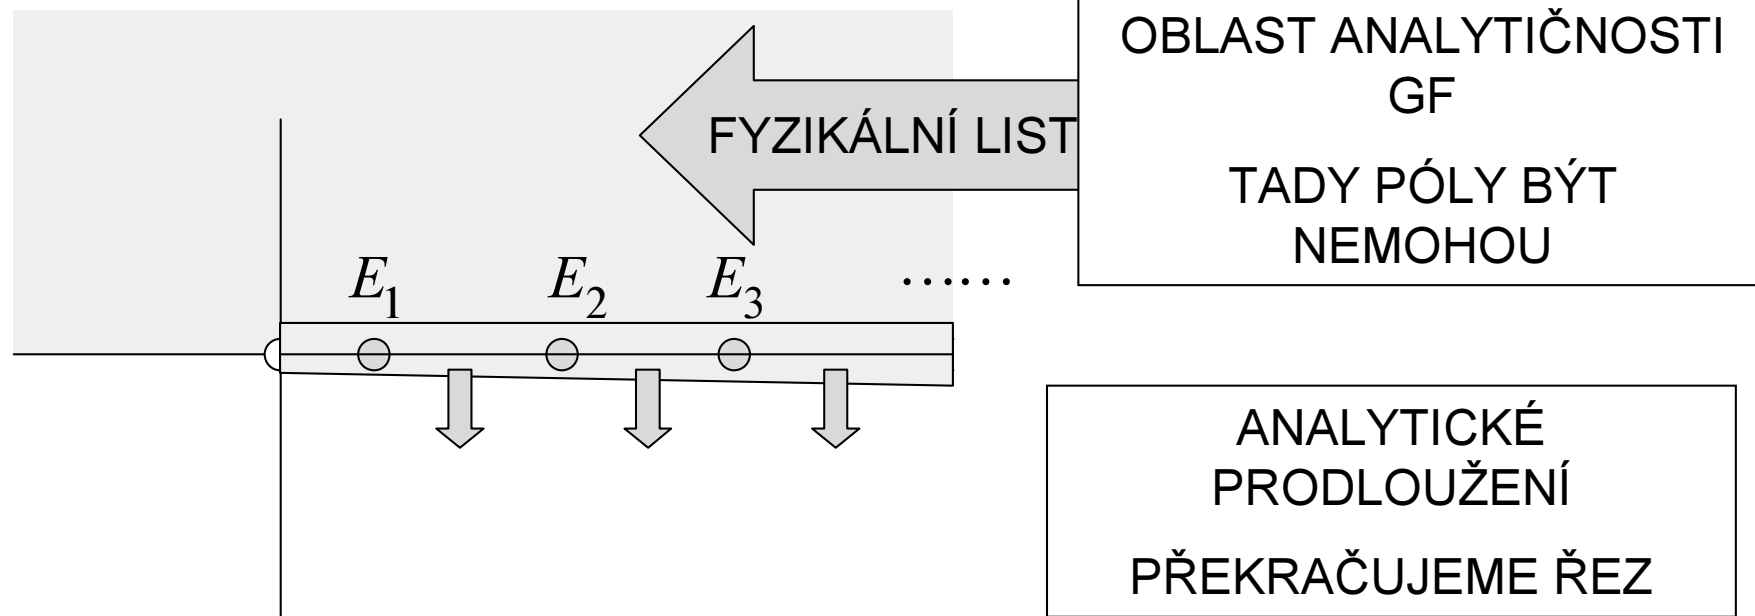 OBLAST ANALYTIČNOSTI
GF
TADY PÓLY BÝT
NEMOHOU
FYZIKÁLNÍ LIST
E1 E2 E3 ......
ANALYTICKÉ
PRODLOUŽENÍ
PŘEKRAČUJEME ŘEZ